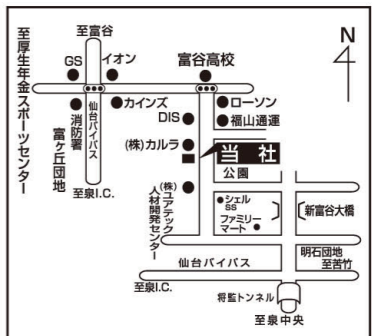 至富谷
N
GS
イオン
富谷高校
至厚生年金スポーツセンター
カインズ
ローソン
消防署
仙台バイパス
DIS
福山通運
富ヶ丘団地
(株)カルラ
当社
公園
至泉I.C.
(株)ユアテック
人材開発センター
シェル
SS
ファミリー
マート
新富谷大橋
明石団地
至苦竹
仙台バイパス
至泉I.C.
将監トンネル
至泉中央